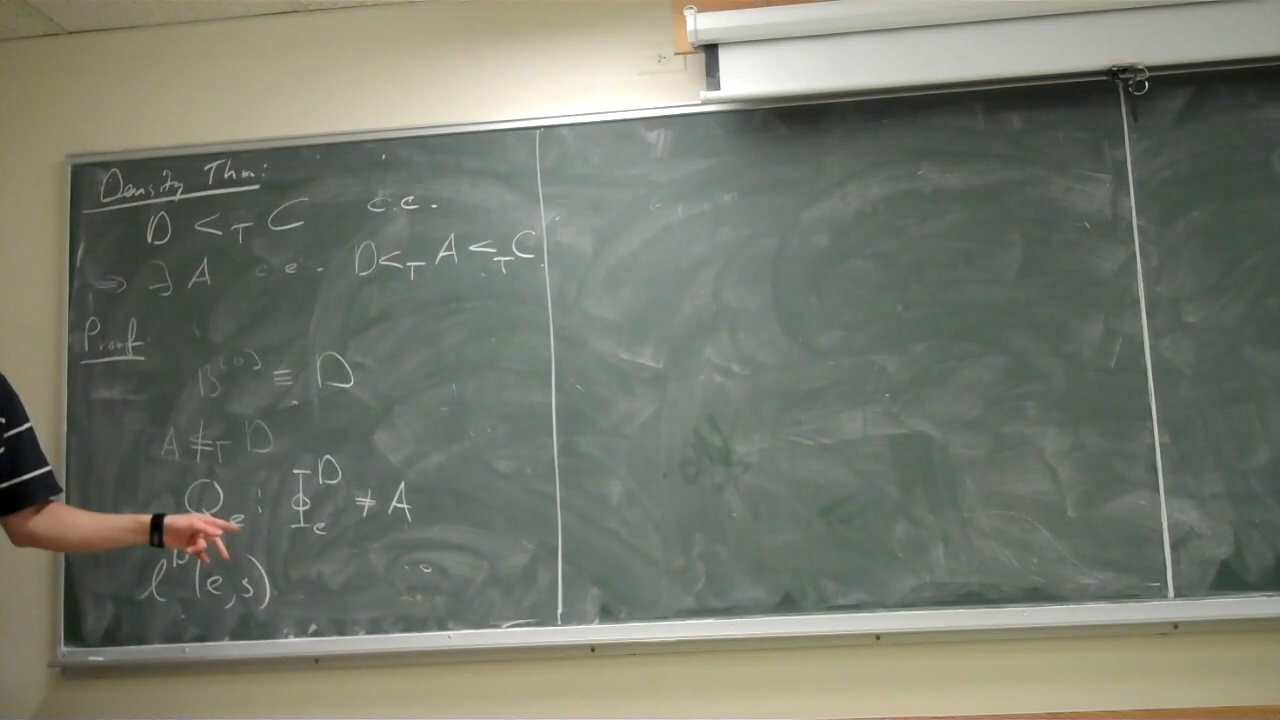 Density Thm:
D <_T C c.e.
⇒ ∃ A c.e. D <_T A <_T C.
Proof
B^{[0]} ≡ D
A ≰_T D
Q_e : Φ_e^D ≠ A
ℓ^D(e,s)